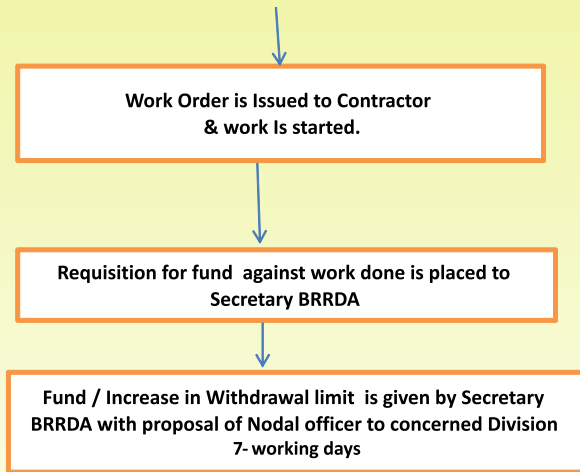 Work Order is Issued to Contractor
& work Is started.
Requisition for fund against work done is placed to
Secretary BRRDA
Fund / Increase in Withdrawal limit is given by Secretary
BRRDA with proposal of Nodal officer to concerned Division
7- working days